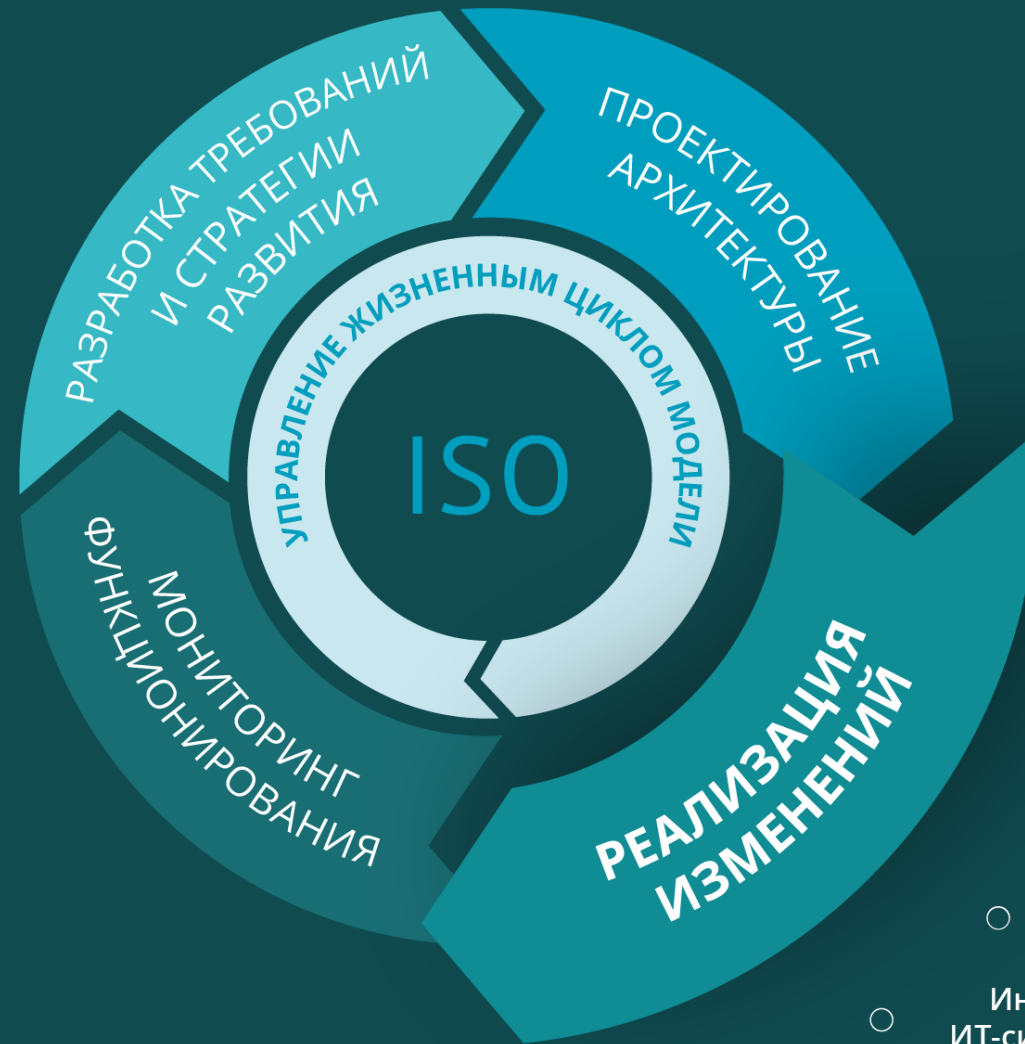 РАЗРАБОТКА ТРЕБОВАНИЙ
И СТРАТЕГИИ
РАЗВИТИЯ
ПРОЕКТИРОВАНИЕ
АРХИТЕКТУРЫ
УПРАВЛЕНИЕ ЖИЗНЕННЫМ ЦИКЛОМ МОДЕЛИ
ISO
РЕАЛИЗАЦИЯ
ИЗМЕНЕНИЙ
МОНИТОРИНГ
ФУНКЦИОНИРОВАНИЯ